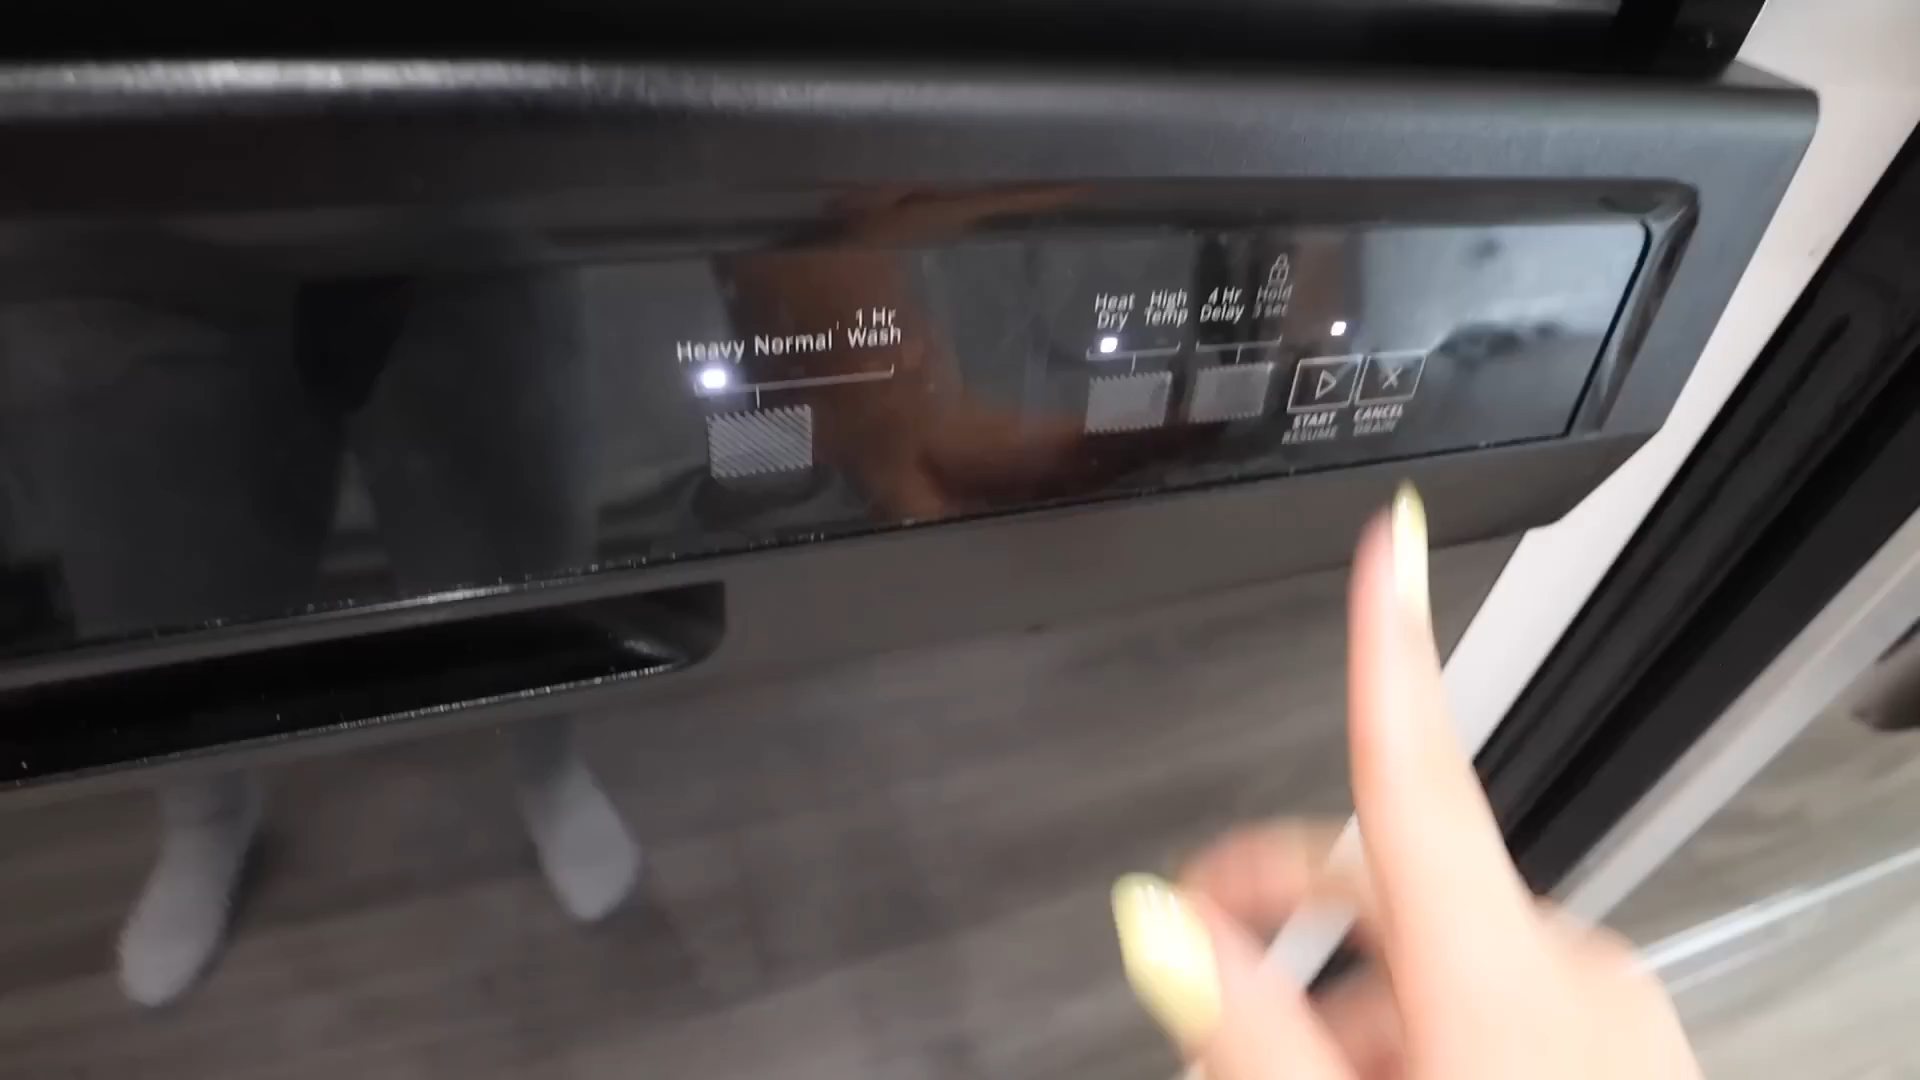 Heavy Normal 1 Hr Wash
Heat Dry
High Temp
4 Hr Delay
Hold 3 sec
START
RESUME
CANCEL
DRAIN